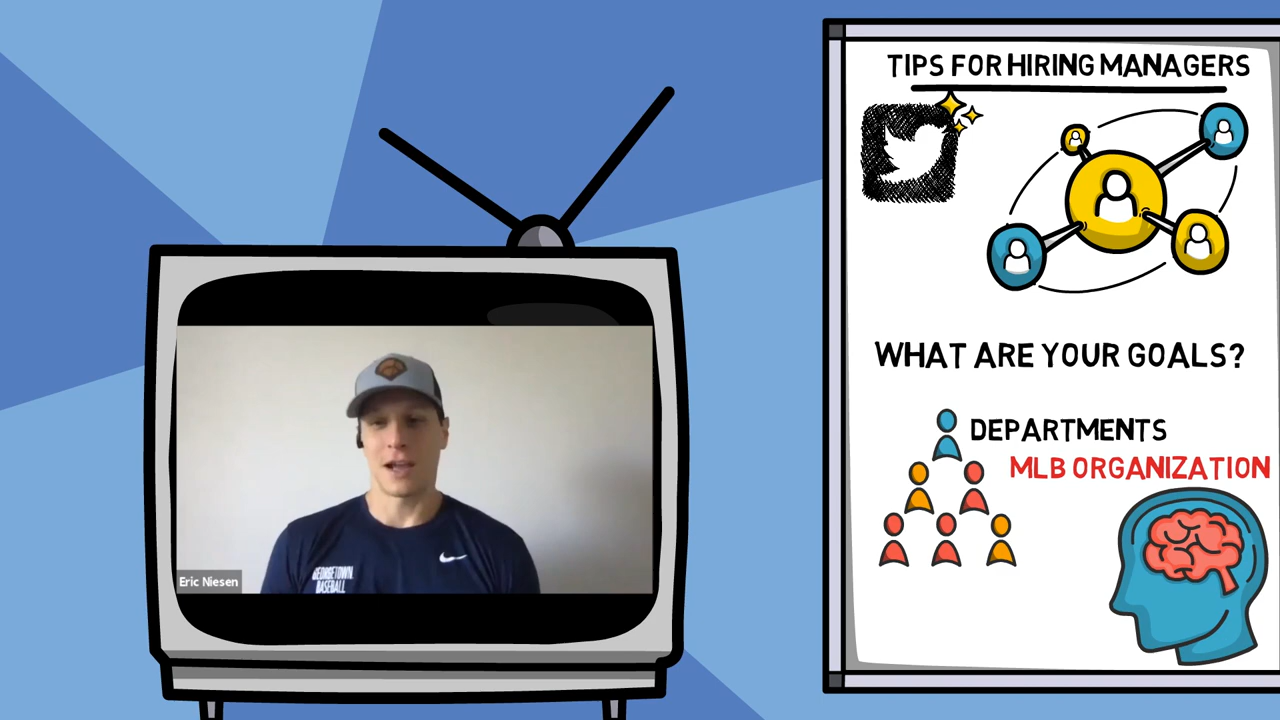 TIPS FOR HIRING MANAGERS
WHAT ARE YOUR GOALS?
DEPARTMENTS
MLB ORGANIZATION
GEORGETOWN
BASEBALL
Eric Niesen